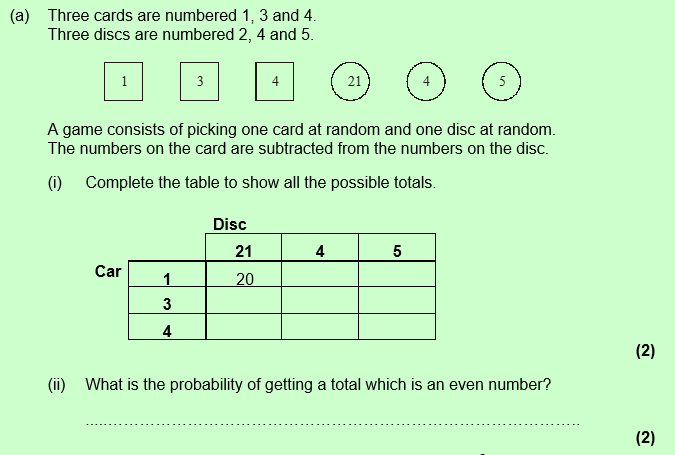 (a) Three cards are numbered 1, 3 and 4.
Three discs are numbered 2, 4 and 5.
1 3 4 21 4 5
A game consists of picking one card at random and one disc at random.
The numbers on the card are subtracted from the numbers on the disc.
(i) Complete the table to show all the possible totals.
Disc
21 4 5
Car 1 20
3
4
(2)
(ii) What is the probability of getting a total which is an even number?
(2)